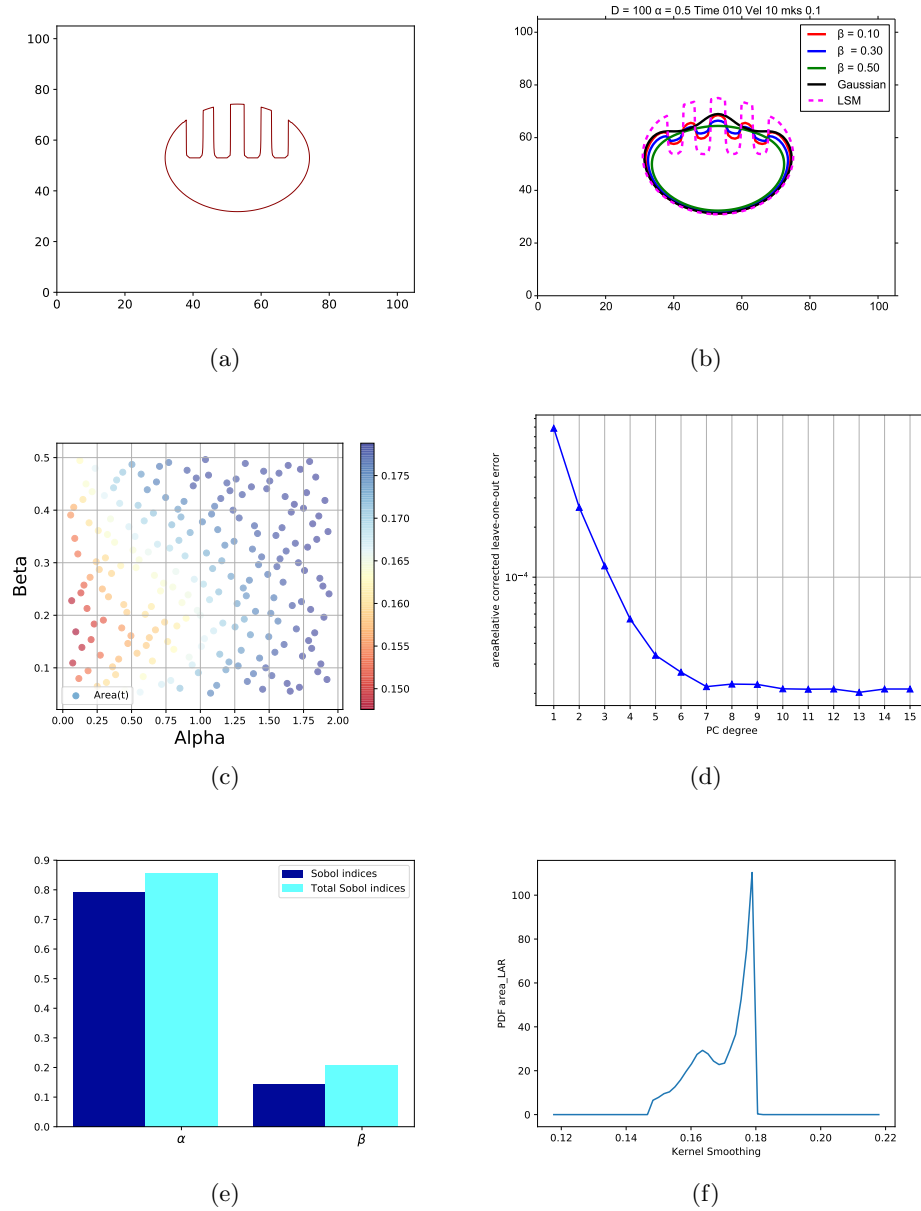 100
80
60
40
20
0
0 20 40 60 80 100
(a)
D = 100 α = 0.5 Time 010 Vel 10 mks 0.1
β = 0.10
β = 0.30
β = 0.50
Gaussian
LSM
100
80
60
40
20
0
0 20 40 60 80 100
(b)
Beta
0.5
0.4
0.3
0.2
0.1
Area(t)
0.00 0.25 0.50 0.75 1.00 1.25 1.50 1.75 2.00
Alpha
0.175
0.170
0.165
0.160
0.155
0.150
(c)
areaRelative corrected leave-one-out error
10⁻⁴
1 2 3 4 5 6 7 8 9 10 11 12 13 14 15
PC degree
(d)
Sobol indices
Total Sobol indices
0.9
0.8
0.7
0.6
0.5
0.4
0.3
0.2
0.1
0.0
α β
(e)
PDF area_LAR
100
80
60
40
20
0
0.12 0.14 0.16 0.18 0.20 0.22
Kernel Smoothing
(f)